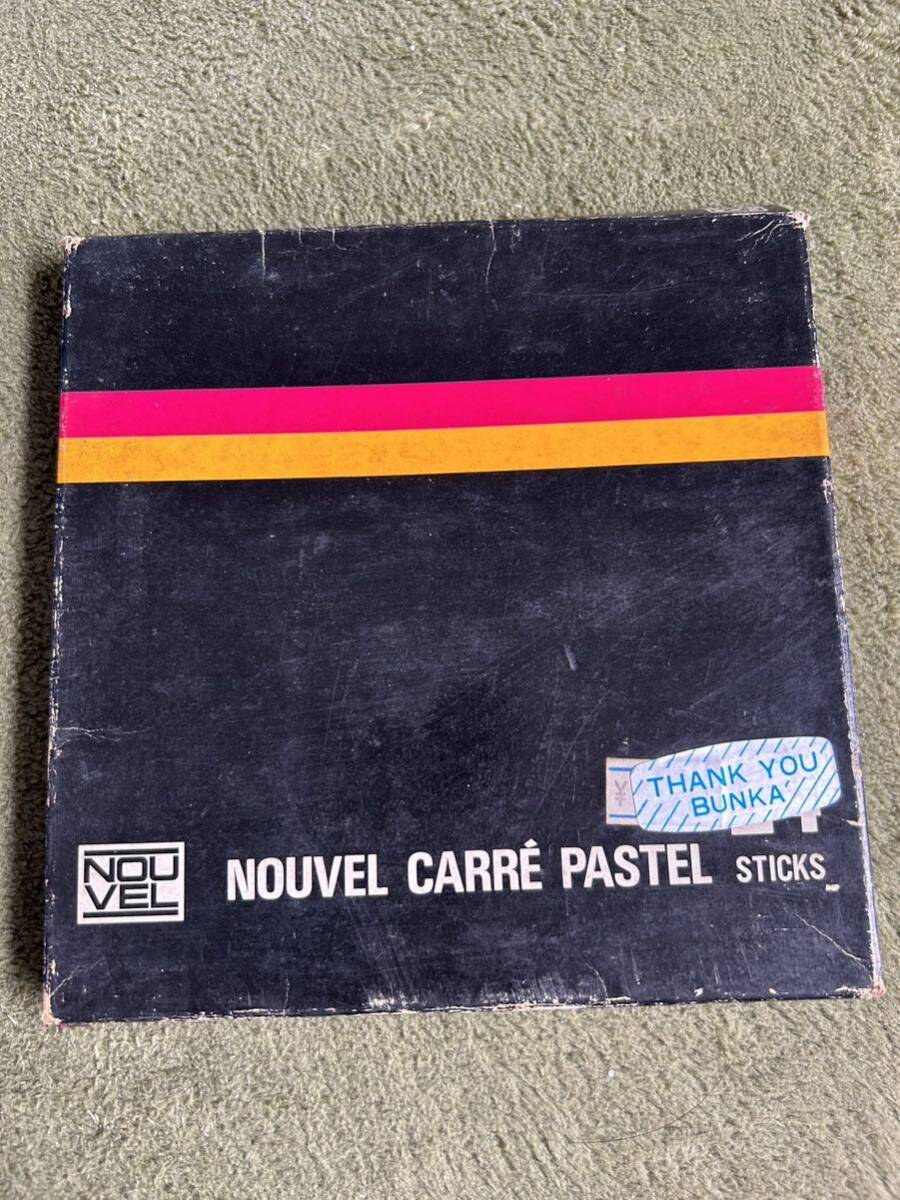 ¥
THANK YOU
BUNKA
NOU
VEL
NOUVEL CARRÉ PASTEL STICKS